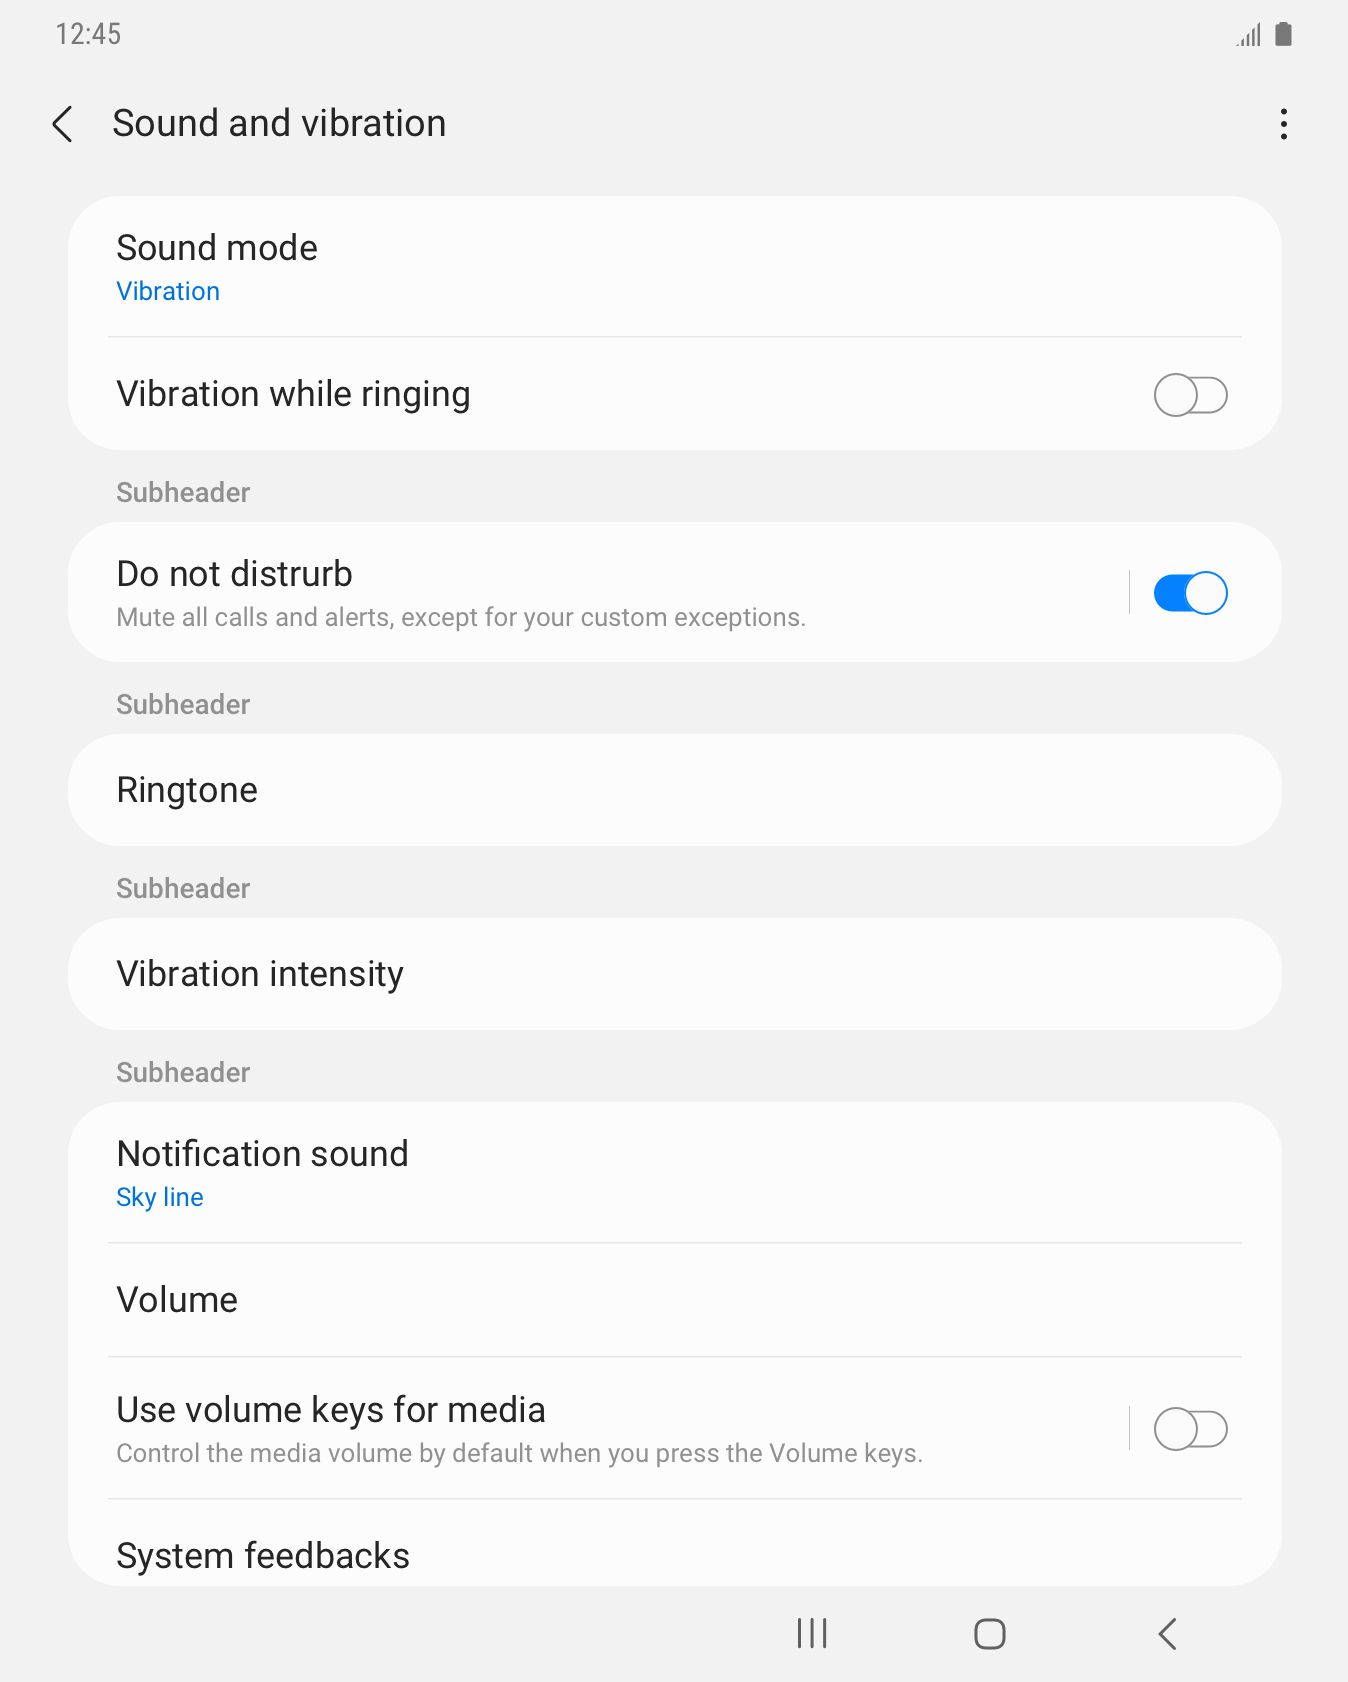 12:45
Sound and vibration
Sound mode
Vibration
Vibration while ringing
Subheader
Do not distrurb
Mute all calls and alerts, except for your custom exceptions.
Subheader
Ringtone
Subheader
Vibration intensity
Subheader
Notification sound
Sky line
Volume
Use volume keys for media
Control the media volume by default when you press the Volume keys.
System feedbacks